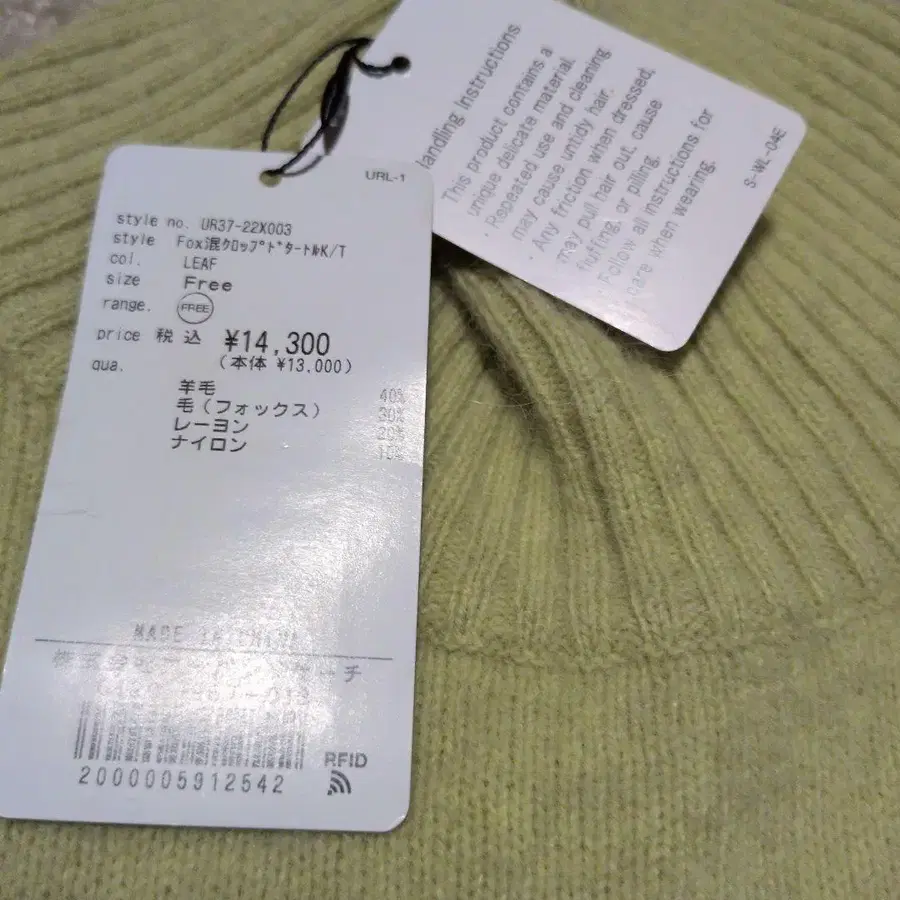 URL-1
style no. UR37-22X003
style Fox混ｸﾛｯﾌﾟﾄﾞﾀｰﾄﾙK/T
col. LEAF
size Free
range. FREE
price 税込 ¥14,300
(本体 ¥13,000)
qua.
羊毛 40%
毛(フォックス) 30%
レーヨン 20%
ナイロン 10%
MADE IN CHINA
RFID
2000005912542
Handling Instructions
This product contains a
unique delicate material.
・Repeated use and cleaning
may cause untidy hair.
・Any friction when dressed,
may pull hair out, cause
fluffing, or pilling.
Follow all instructions for
care when wearing.
S-WL-04E